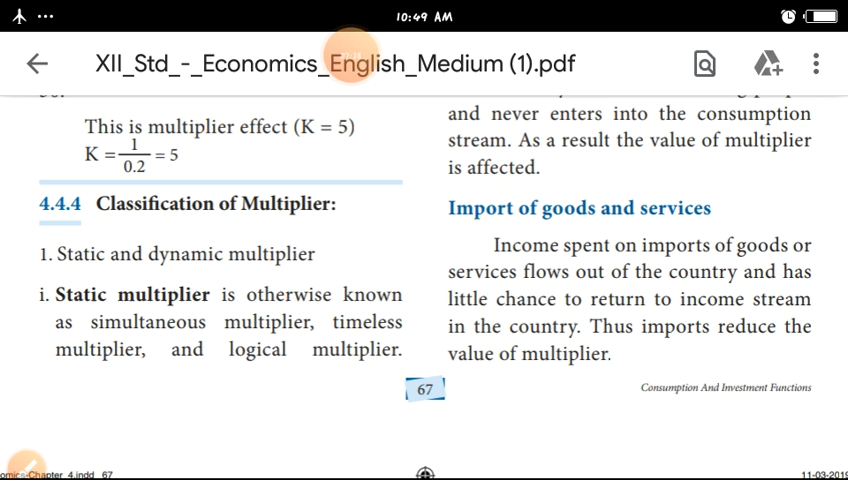 10:49 AM
XII_Std_-_Economics_English_Medium (1).pdf
This is multiplier effect (K = 5)
K = 1
0.2 = 5
4.4.4 Classification of Multiplier:
1. Static and dynamic multiplier
i. Static multiplier is otherwise known
as simultaneous multiplier, timeless
multiplier, and logical multiplier.
and never enters into the consumption
stream. As a result the value of multiplier
is affected.
Import of goods and services
Income spent on imports of goods or
services flows out of the country and has
little chance to return to income stream
in the country. Thus imports reduce the
value of multiplier.
67
Consumption And Investment Functions
Chapter 4.indd 67
11-03-2019